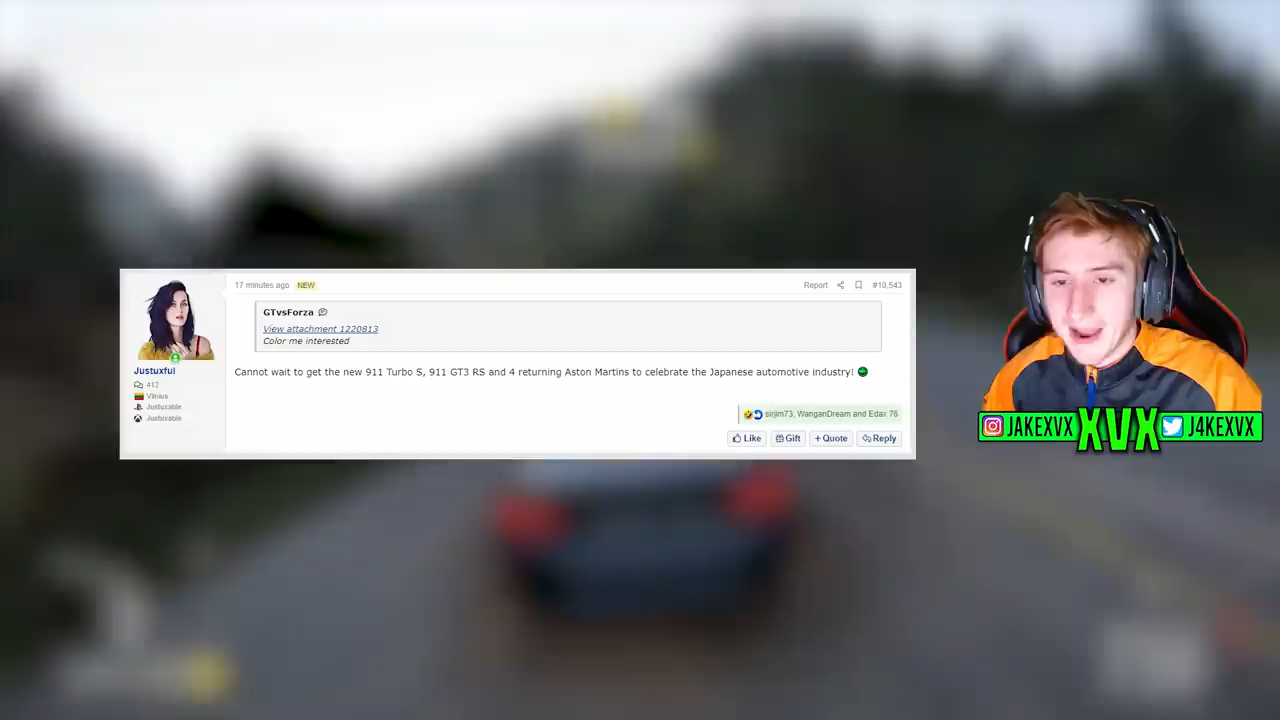 17 minutes ago NEW
Report #10,543
GTvsForza
View attachment 1220813
Color me interested
Justuxful
412
Vilnius
Justuxable
Justuxable
Cannot wait to get the new 911 Turbo S, 911 GT3 RS and 4 returning Aston Martins to celebrate the Japanese automotive industry!
sirjim73, WanganDream and Edax 76
Like Gift + Quote Reply
JAKEXVX XVX J4KEXVX